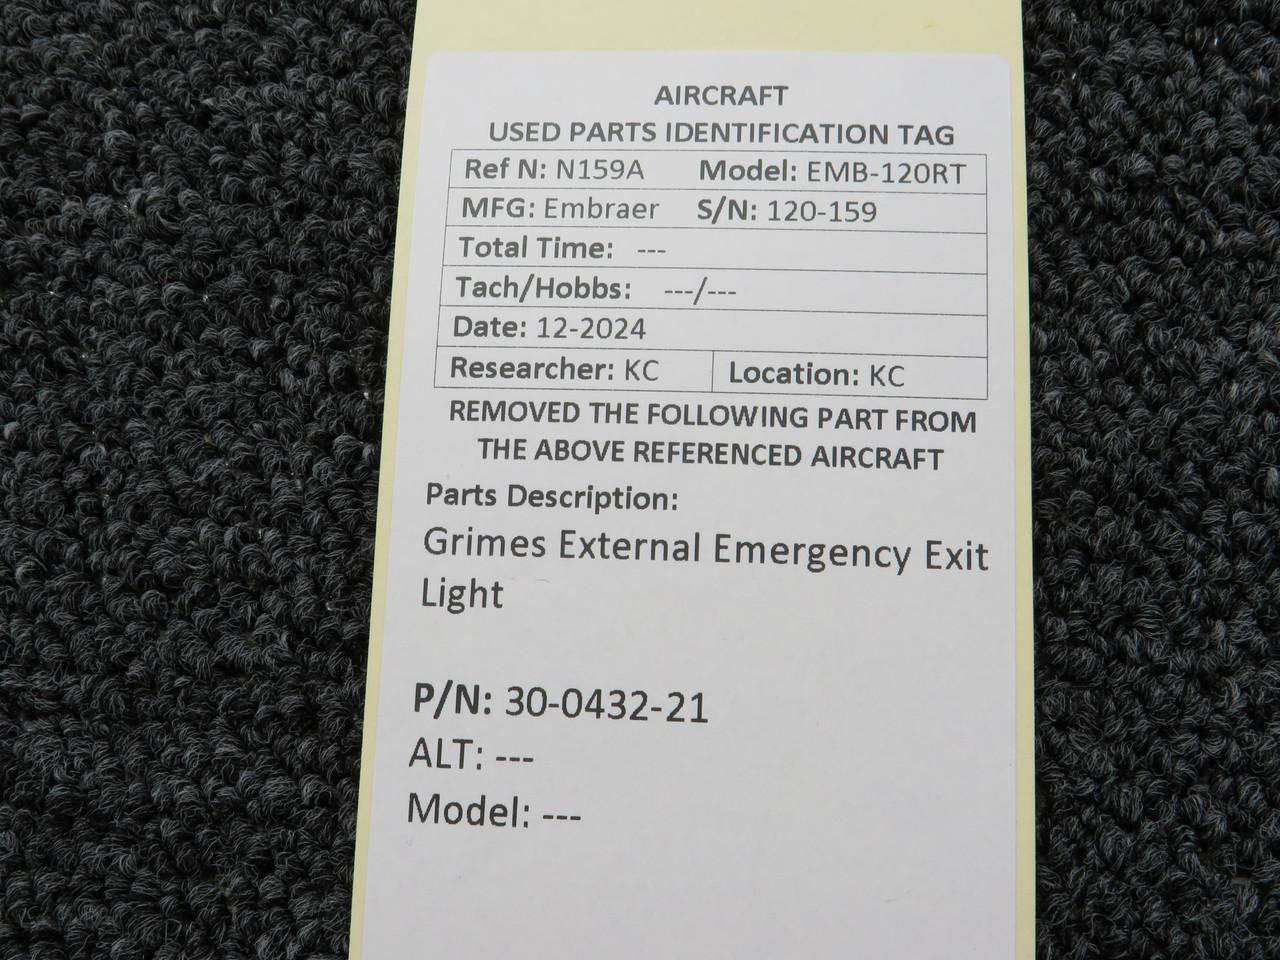 AIRCRAFT
USED PARTS IDENTIFICATION TAG
Ref N: N159A Model: EMB-120RT
MFG: Embraer S/N: 120-159
Total Time: ---
Tach/Hobbs: ---/---
Date: 12-2024
Researcher: KC Location: KC
REMOVED THE FOLLOWING PART FROM
THE ABOVE REFERENCED AIRCRAFT
Parts Description:
Grimes External Emergency Exit
Light
P/N: 30-0432-21
ALT: ---
Model: ---